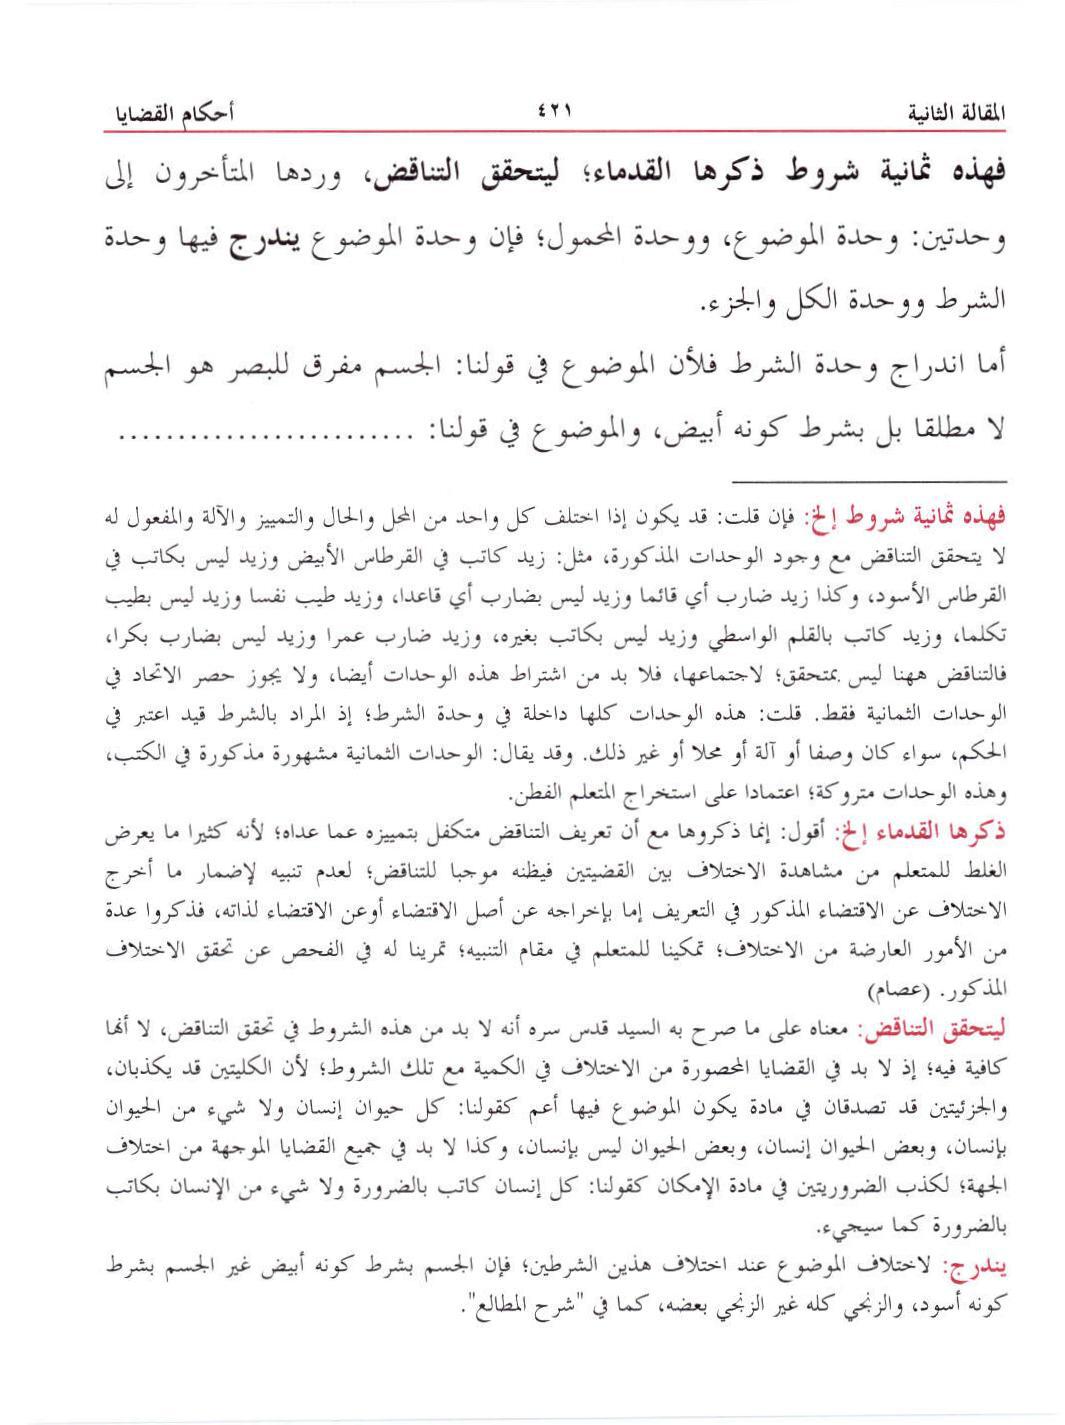 المقالة الثانية ٤٢١ أحكام القضايا
فهذه ثمانية شروط ذكرها القدماء؛ ليتحقق التناقض، وردها المتأخرون إلى
وحدتين: وحدة الموضوع، ووحدة المحمول؛ فإن وحدة الموضوع يندرج فيها وحدة
الشرط ووحدة الكل والجزء.
أما اندراج وحدة الشرط فلأن الموضوع في قولنا: الجسم مفرق للبصر هو الجسم
لا مطلقا بل بشرط كونه أبيض، والموضوع في قولنا: .........................
فهذه ثمانية شروط إلخ: فإن قلت: قد يكون إذا اختلف كل واحد من المحل والحال والتمييز والآلة والمفعول له
لا يتحقق التناقض مع وجود الوحدات المذكورة، مثل: زيد كاتب في القرطاس الأبيض وزيد ليس بكاتب في
القرطاس الأسود، وكذا زيد ضارب أي قائما وزيد ليس بضارب أي قاعدا، وزيد طيب نفسا وزيد ليس بطيب
تكلما، وزيد كاتب بالقلم الواسطي وزيد ليس بكاتب بغيره، وزيد ضارب عمرا وزيد ليس بضارب بكرا،
فالتناقض ههنا ليس بمتحقق؛ لاجتماعها، فلا بد من اشتراط هذه الوحدات أيضا، ولا يجوز حصر الاتحاد في
الوحدات الثمانية فقط. قلت: هذه الوحدات كلها داخلة في وحدة الشرط؛ إذ المراد بالشرط قيد اعتبر في
الحكم، سواء كان وصفا أو آلة أو محلا أو غير ذلك. وقد يقال: الوحدات الثمانية مشهورة مذكورة في الكتب،
وهذه الوحدات متروكة؛ اعتمادا على استخراج المتعلم الفطن.
ذكرها القدماء إلخ: أقول: إنما ذكروها مع أن تعريف التناقض متكفل بتمييزه عما عداه؛ لأنه كثيرا ما يعرض
الغلط للمتعلم من مشاهدة الاختلاف بين القضيتين فيظنه موجبا للتناقض؛ لعدم تنبيه لإضمار ما أخرج
الاختلاف عن الاقتضاء المذكور في التعريف إما بإخراجه عن أصل الاقتضاء أوعن الاقتضاء لذاته، فذكروا عدة
من الأمور العارضة من الاختلاف؛ تمكينا للمتعلم في مقام التنبيه؛ تمرينا له في الفحص عن تحقق الاختلاف
المذكور. (عصام)
ليتحقق التناقض: معناه على ما صرح به السيد قدس سره أنه لا بد من هذه الشروط في تحقق التناقض، لا أنها
كافية فيه؛ إذ لا بد في القضايا المحصورة من الاختلاف في الكمية مع تلك الشروط؛ لأن الكليتين قد يكذبان،
والجزئيتين قد تصدقان في مادة يكون الموضوع فيها أعم كقولنا: كل حيوان إنسان ولا شيء من الحيوان
بإنسان، وبعض الحيوان إنسان، وبعض الحيوان ليس بإنسان، وكذا لا بد في جميع القضايا الموجهة من اختلاف
الجهة؛ لكذب الضروريتين في مادة الإمكان كقولنا: كل إنسان كاتب بالضرورة ولا شيء من الإنسان بكاتب
بالضرورة كما سيجيء.
يندرج: لاختلاف الموضوع عند اختلاف هذين الشرطين؛ فإن الجسم بشرط كونه أبيض غير الجسم بشرط
كونه أسود، والزنجي كله غير الزنجي بعضه، كما في "شرح المطالع".